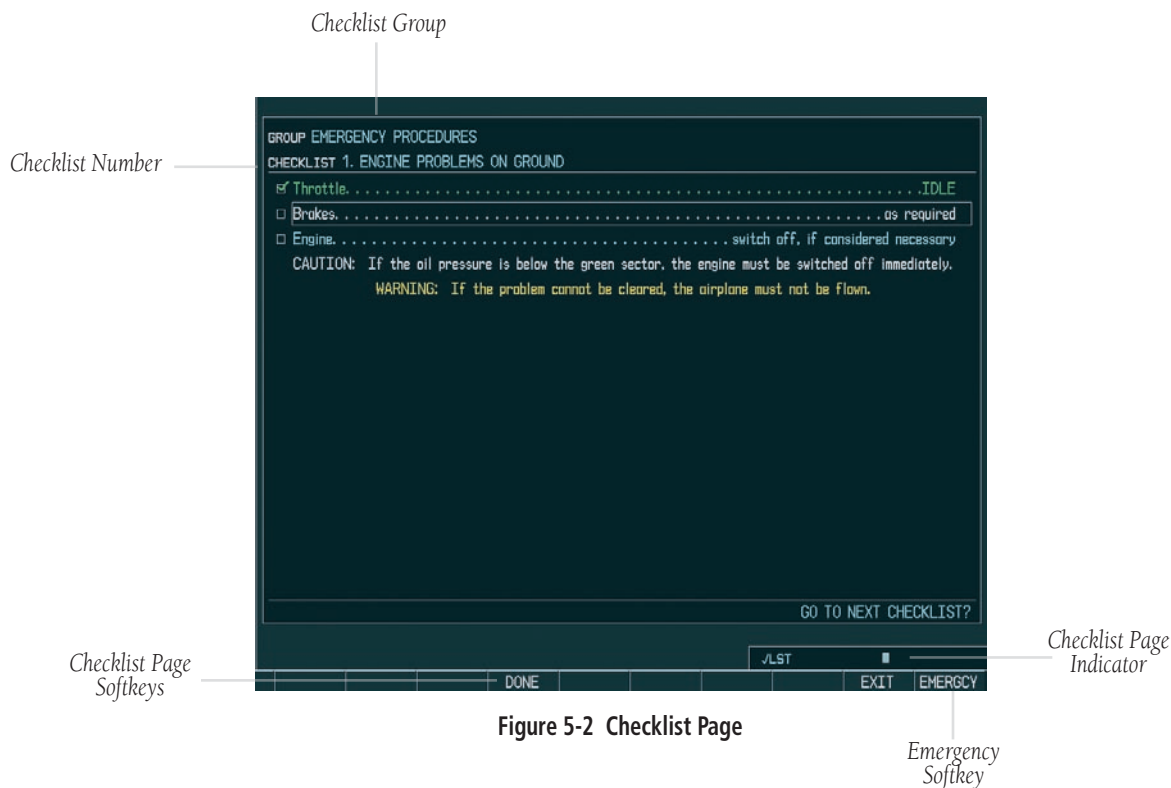 Checklist Group
GROUP EMERGENCY PROCEDURES
Checklist Number
CHECKLIST 1. ENGINE PROBLEMS ON GROUND
Throttle. . . . . . . . . . . . . . . . . . . . . . . . . . . . . . . . . . . . . . . . . . . . . . . . . . . . . . . . . . . . .IDLE
Brakes. . . . . . . . . . . . . . . . . . . . . . . . . . . . . . . . . . . . . . . . . . . . . . . . . . . . . . . . as required
Engine. . . . . . . . . . . . . . . . . . . . . . . . . . . . . . . . . . . . . . . . . switch off, if considered necessary
CAUTION: If the oil pressure is below the green sector, the engine must be switched off immediately.
WARNING: If the problem cannot be cleared, the airplane must not be flown.
GO TO NEXT CHECKLIST?
√LST
Checklist Page
Indicator
Checklist Page
Softkeys
DONE EXIT EMERGCY
Figure 5-2 Checklist Page
Emergency
Softkey